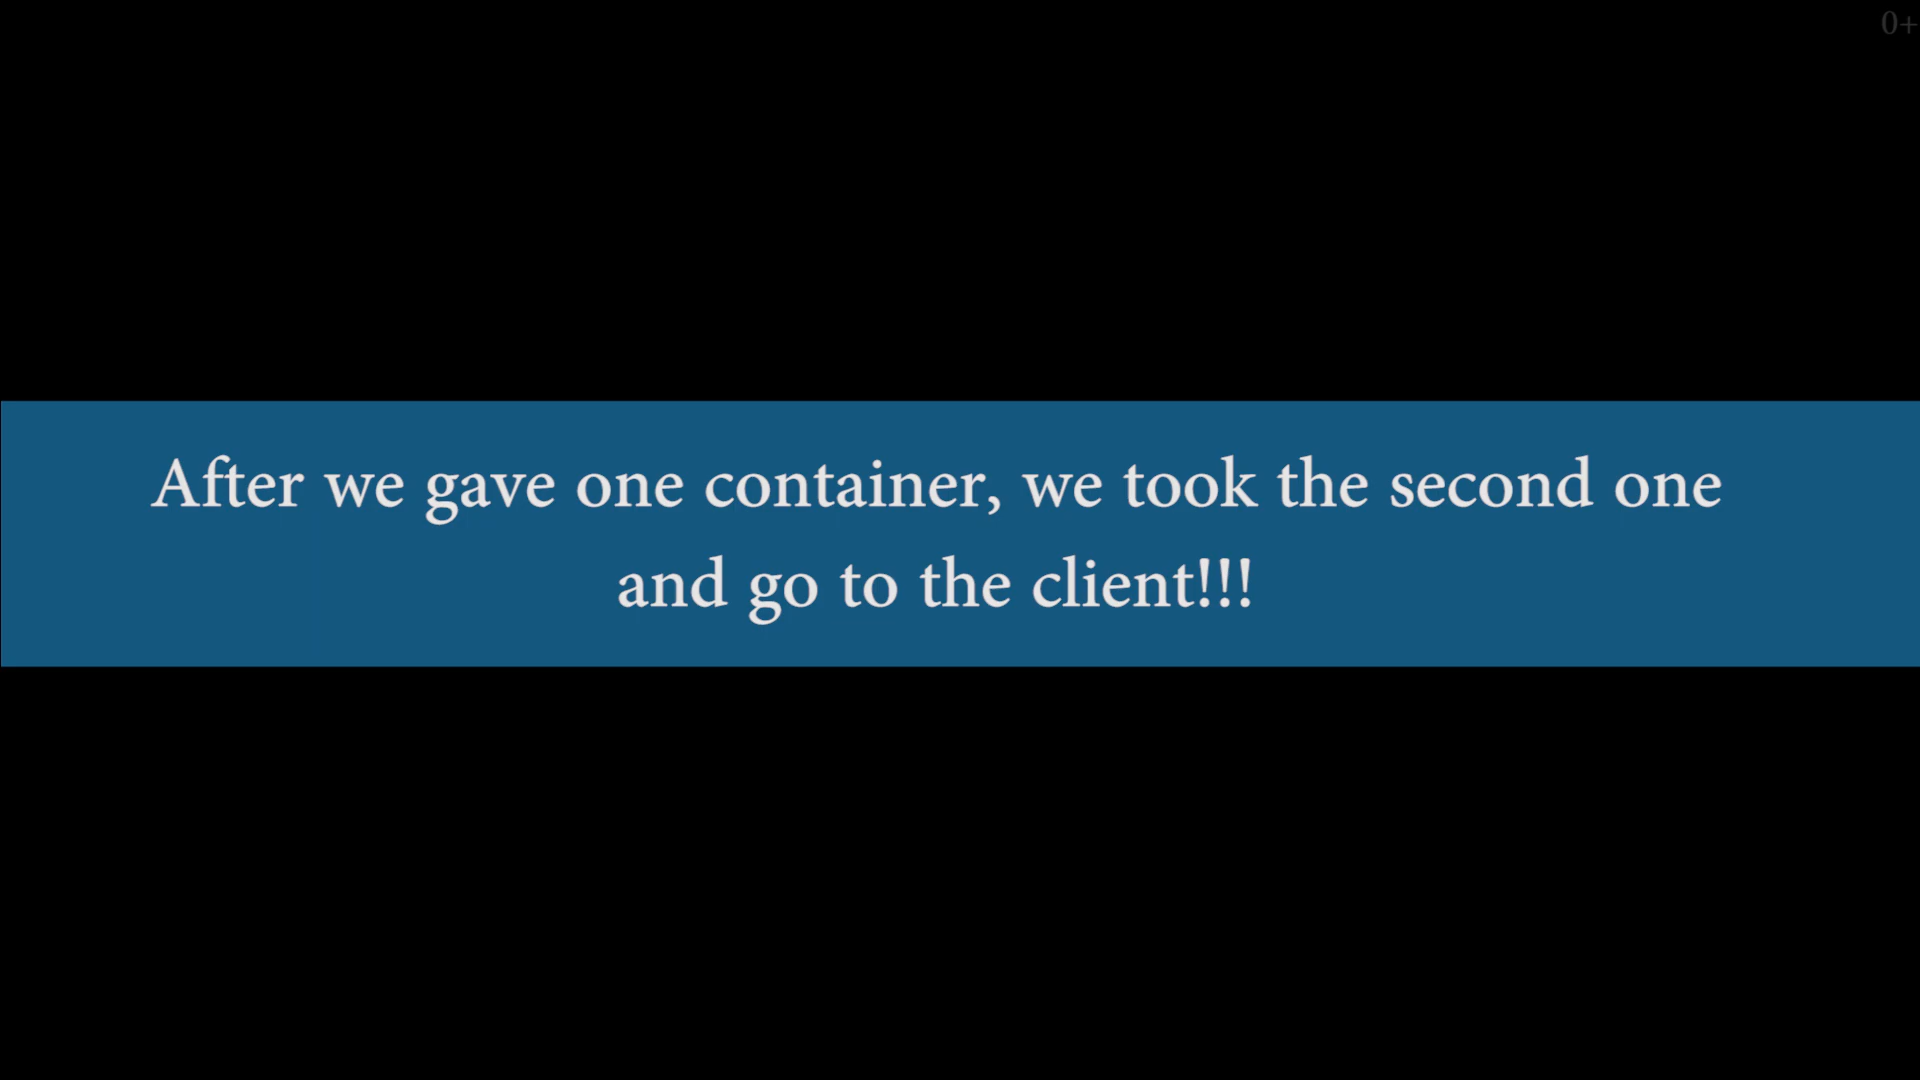 0+
After we gave one container, we took the second one
and go to the client!!!